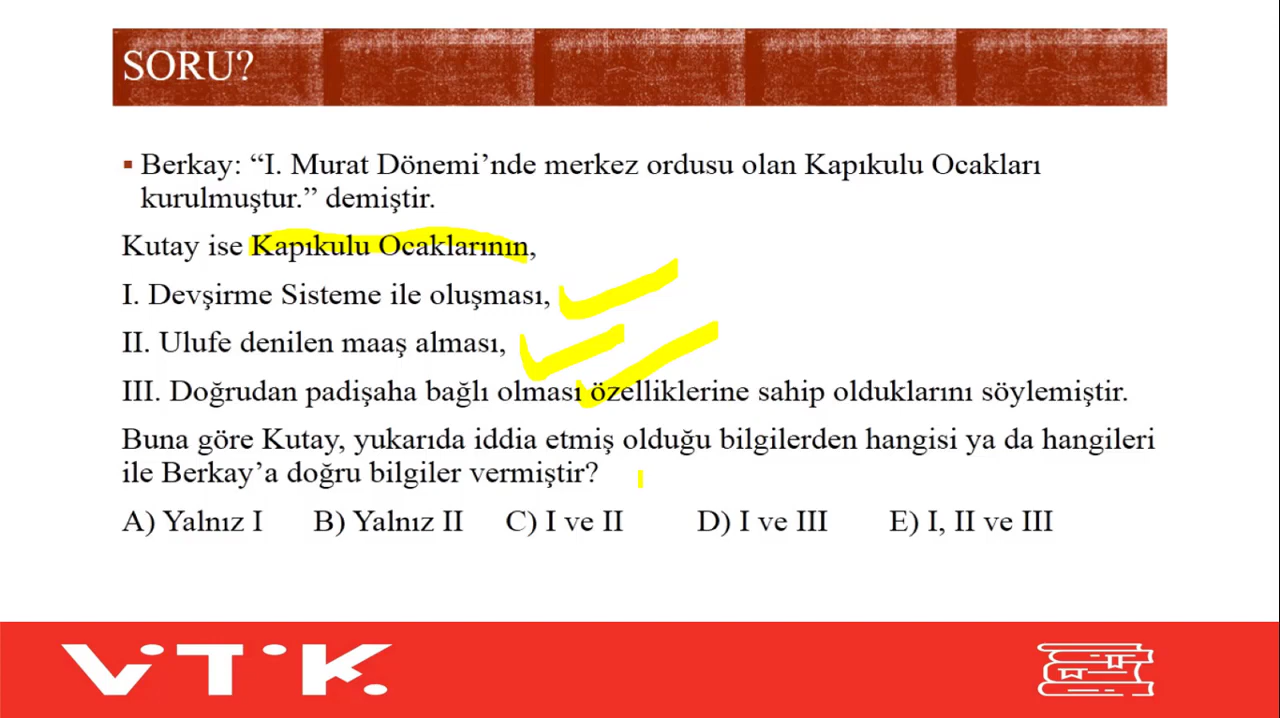 SORU?
Berkay: “I. Murat Dönemi’nde merkez ordusu olan Kapıkulu Ocakları
kurulmuştur.” demiştir.
Kutay ise Kapıkulu Ocaklarının,
I. Devşirme Sisteme ile oluşması,
II. Ulufe denilen maaş alması,
III. Doğrudan padişaha bağlı olması özelliklerine sahip olduklarını söylemiştir.
Buna göre Kutay, yukarıda iddia etmiş olduğu bilgilerden hangisi ya da hangileri
ile Berkay’a doğru bilgiler vermiştir?
A) Yalnız I B) Yalnız II C) I ve II D) I ve III E) I, II ve III
VTK.